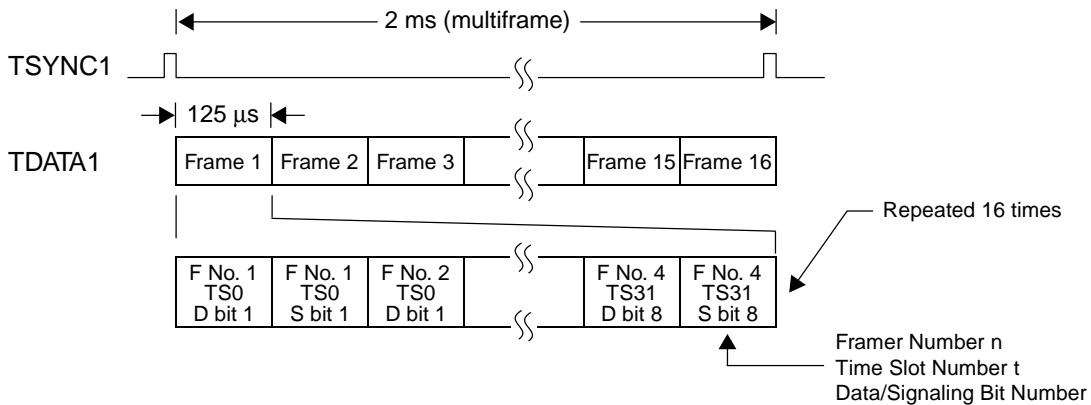 2 ms (multiframe)
TSYNC1
125 μs
TDATA1
Frame 1 Frame 2 Frame 3 Frame 15 Frame 16
Repeated 16 times
F No. 1 F No. 1 F No. 2 F No. 4 F No. 4
TS0 TS0 TS0 TS31 TS31
D bit 1 S bit 1 D bit 1 D bit 8 S bit 8
Framer Number n
Time Slot Number t
Data/Signaling Bit Number